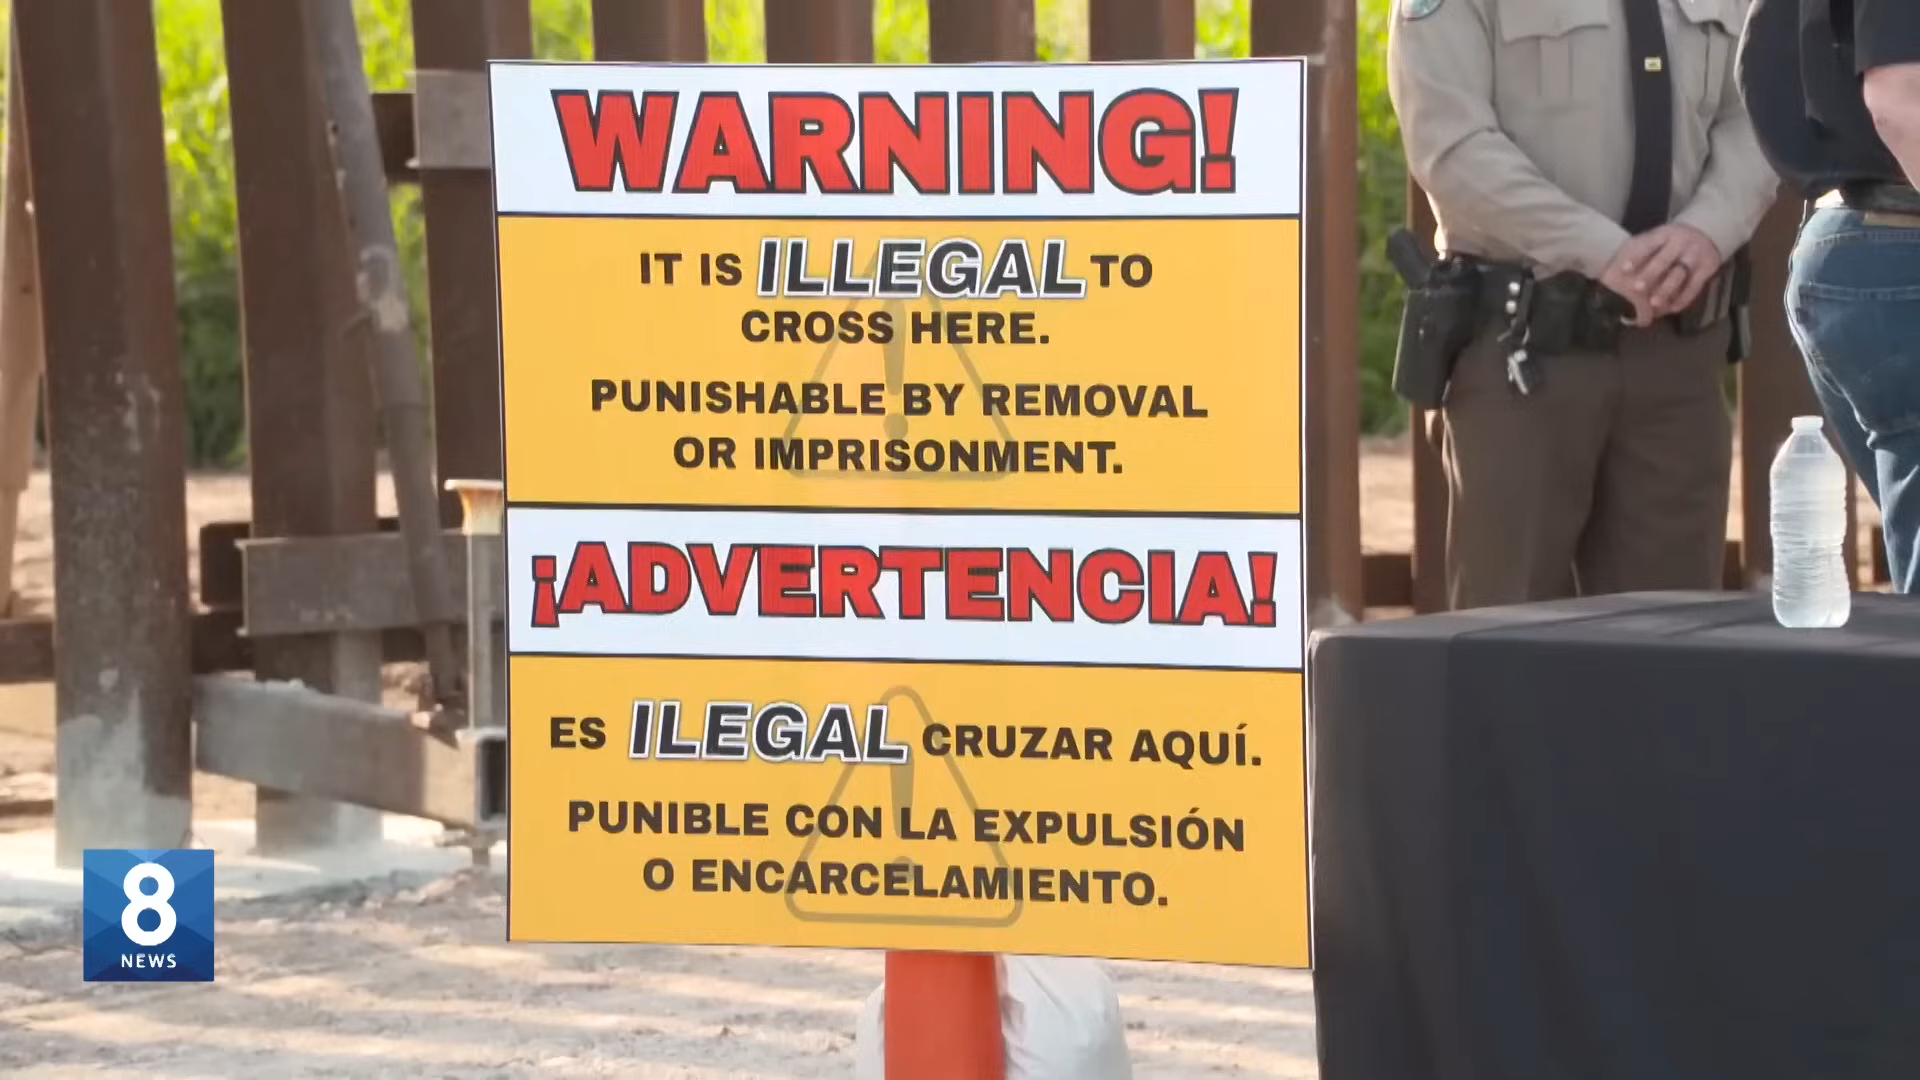 WARNING!
IT IS ILLEGAL TO
CROSS HERE.
PUNISHABLE BY REMOVAL
OR IMPRISONMENT.
¡ADVERTENCIA!
ES ILEGAL CRUZAR AQUÍ.
PUNIBLE CON LA EXPULSIÓN
O ENCARCELAMIENTO.
8
NEWS